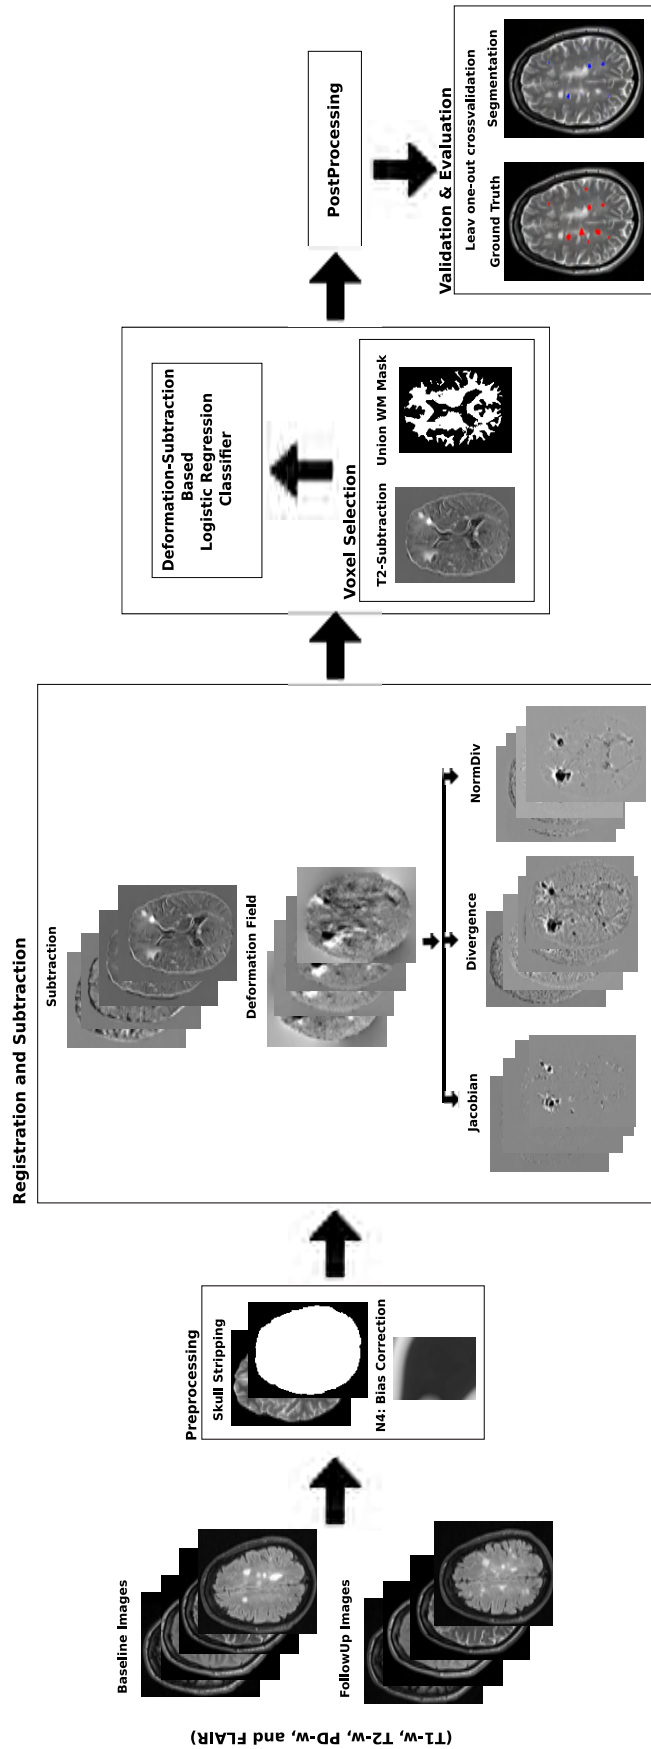 (T1-w, T2-w, PD-w, and FLAIR)
Baseline Images
FollowUp Images
Preprocessing
Skull Stripping
N4: Bias Correction
Registration and Subtraction
Subtraction
Deformation Field
Jacobian
Divergence
NormDiv
Deformation-Subtraction
Based
Logistic Regression
Classifier
Voxel Selection
T2-Subtraction
Union WM Mask
PostProcessing
Validation & Evaluation
Leav one-out crossvalidation
Ground Truth
Segmentation